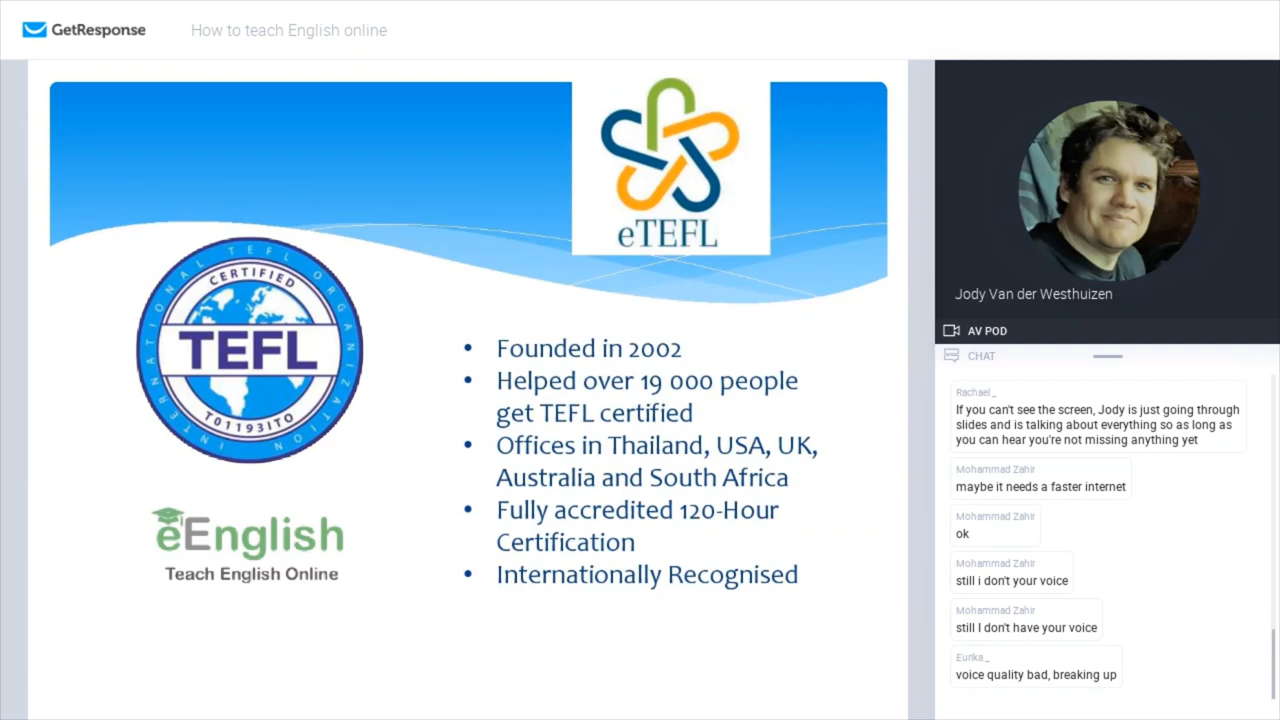 GetResponse
How to teach English online
eTEFL
INTERNATIONAL TEFL ORGANIZATION
CERTIFIED
TEFL
T01193ITO
eEnglish
Teach English Online
• Founded in 2002
• Helped over 19 000 people
get TEFL certified
• Offices in Thailand, USA, UK,
Australia and South Africa
• Fully accredited 120-Hour
Certification
• Internationally Recognised
Jody Van der Westhuizen
AV POD
CHAT
Rachael_
If you can't see the screen, Jody is just going through
slides and is talking about everything so as long as
you can hear you're not missing anything yet
Mohammad Zahir
maybe it needs a faster internet
Mohammad Zahir
ok
Mohammad Zahir
still i don't your voice
Mohammad Zahir
still I don't have your voice
Eurika_
voice quality bad, breaking up